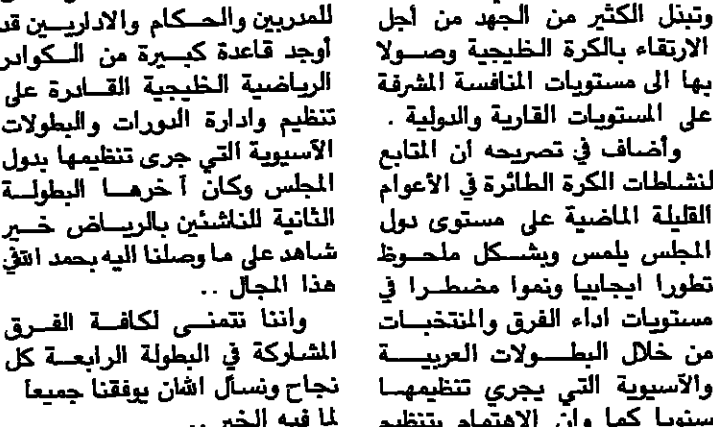 وتبذل الكثير من الجهد من أجل
الارتقاء بالكرة الخليجية وصولا
بها الى مستويات المنافسة المشرفة
على المستويات القارية والدولية .
وأضاف في تصريحه ان المتابع
لنشاطات الكرة الطائرة في الأعوام
القليلة الماضية على مستوى دول
المجلس يلمس وبشكل ملحوظ
تطورا ايجابيا ونموا مضطرا في
مستويات اداء الفرق والمنتخبات
من خلال البطولات العربية
والآسيوية التي يجري تنظيمها
سنويا كما وان الاهتمام بتنظيم
للمدربين والحكام والاداريين قد
أوجد قاعدة كبيرة من الكوادر
الرياضية الخليجية القادرة على
تنظيم وادارة الدورات والبطولات
الآسيوية التي جرى تنظيمها بدول
المجلس وكان آخرها البطولة
الثانية للناشئين بالرياض خير
شاهد على ما وصلنا اليه بحمد الله في
هذا المجال ..
واننا نتمنى لكافة الفرق
المشاركة في البطولة الرابعة كل
نجاح ونسأل الله ان يوفقنا جميعاً
لما فيه الخير ..